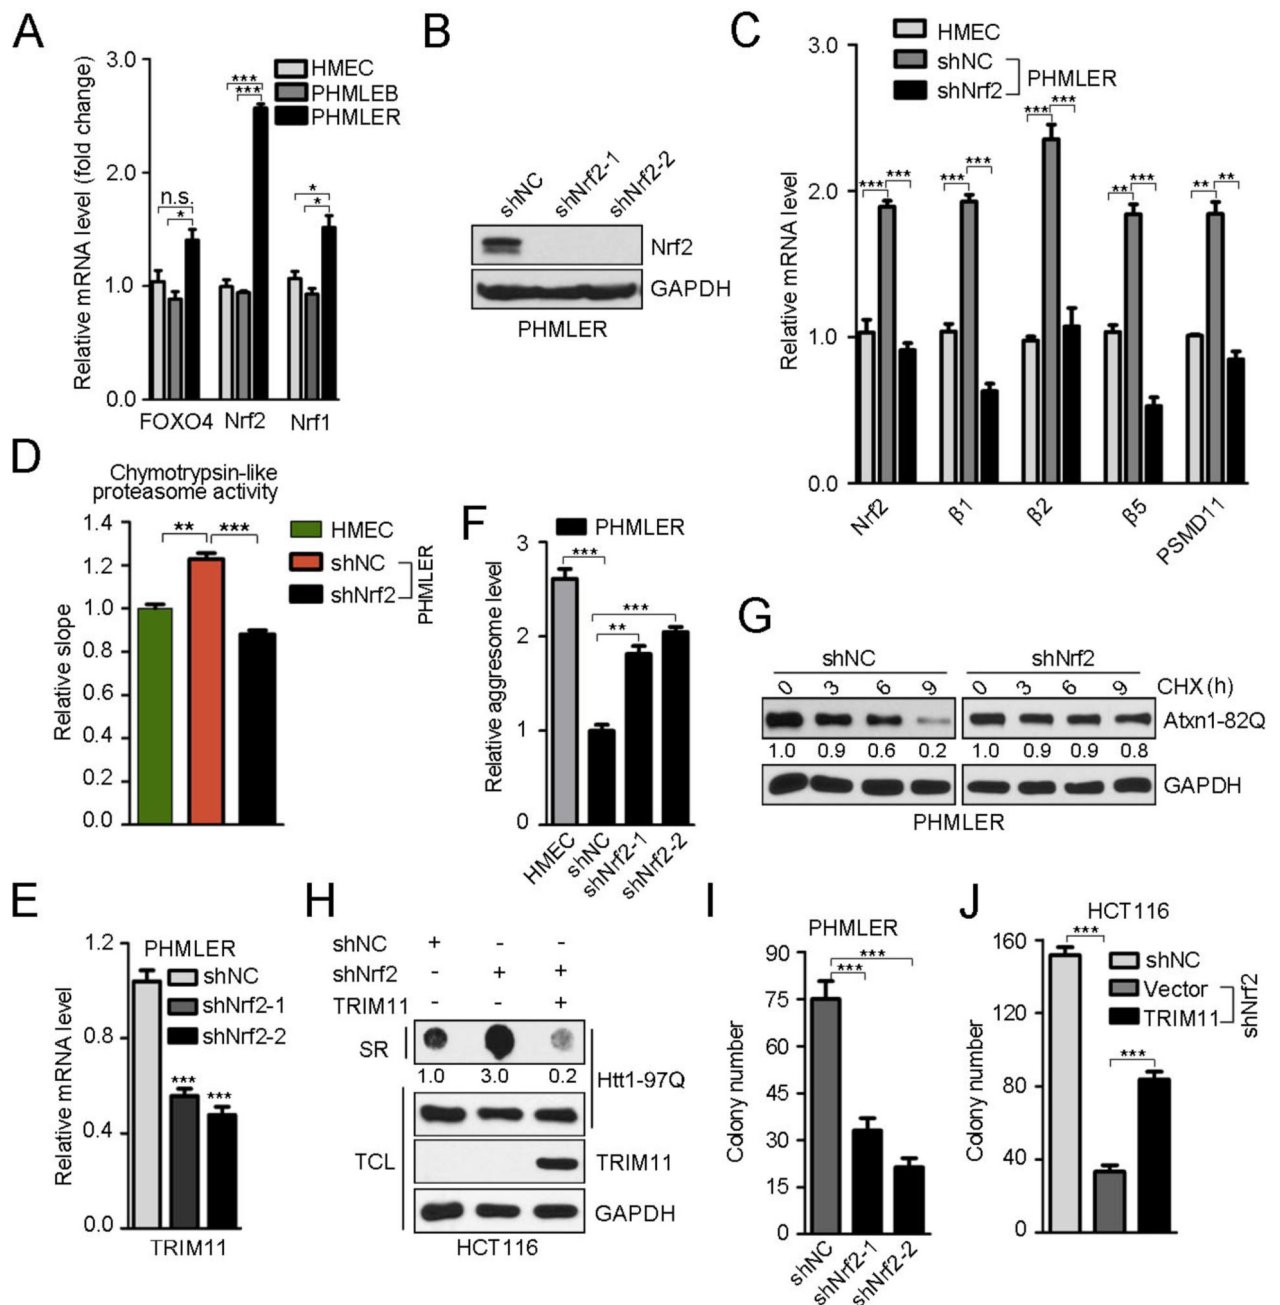 A
Relative mRNA level (fold change)
3.0
2.0
1.0
0.0
HMEC
PHMLEB
PHMLER
n.s.
*
***
***
*
*
FOXO4 Nrf2 Nrf1
B
shNC shNrf2-1 shNrf2-2
Nrf2
GAPDH
PHMLER
C
Relative mRNA level
3.0
2.0
1.0
0.0
HMEC
shNC
shNrf2
PHMLER
*** ***
*** ***
*** ***
** ***
** **
Nrf2 β1 β2 β5 PSMD11
D
Chymotrypsin-like
proteasome activity
Relative slope
1.4
1.2
1.0
0.8
0.6
0.4
0.2
0.0
** ***
HMEC
shNC
shNrf2
PHMLER
F
PHMLER
Relative aggresome level
3
2
1
0
***
***
**
HMEC shNC shNrf2-1 shNrf2-2
G
shNC shNrf2
0 3 6 9 0 3 6 9 CHX (h)
Atxn1-82Q
1.0 0.9 0.6 0.2 1.0 0.9 0.9 0.8
GAPDH
PHMLER
E
Relative mRNA level
1.2
0.8
0.4
0.0
PHMLER
shNC
shNrf2-1
shNrf2-2
*** ***
TRIM11
H
shNC + - -
shNrf2 - + +
TRIM11 - - +
SR
1.0 3.0 0.2
Htt1-97Q
TCL
TRIM11
GAPDH
HCT116
I
PHMLER
Colony number
90
75
60
45
30
15
0
***
***
shNC shNrf2-1 shNrf2-2
J
HCT116
Colony number
160
120
80
40
0
***
***
shNC
Vector
TRIM11
shNrf2